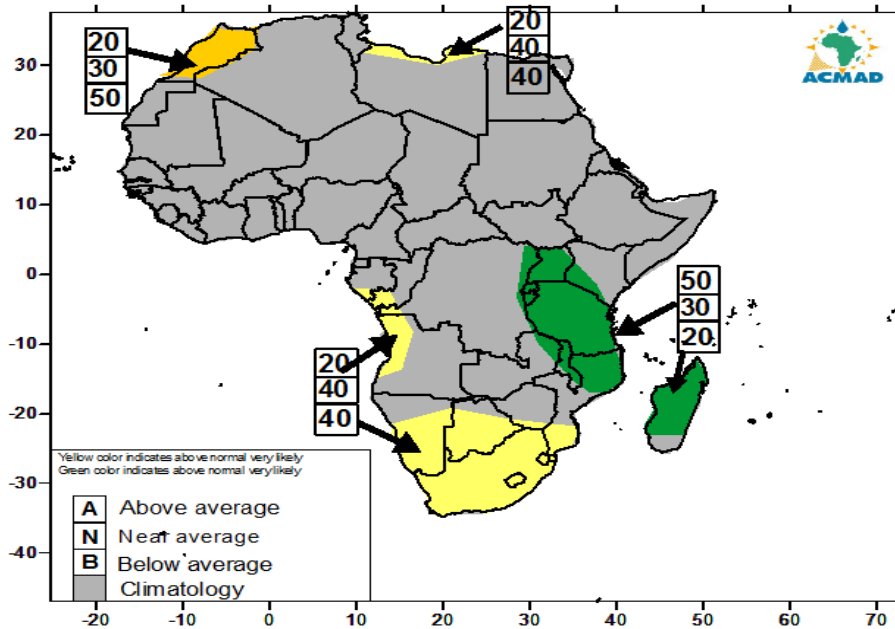 20
30
50
20
40
40
ACMAD
50
30
20
20
40
40
Yellow color indicates above normal very likely
Green color indicates above normal very likely
A Above average
N Near average
B Below average
Climatology
30
20
10
0
-10
-20
-30
-40
-20 -10 0 10 20 30 40 50 60 70